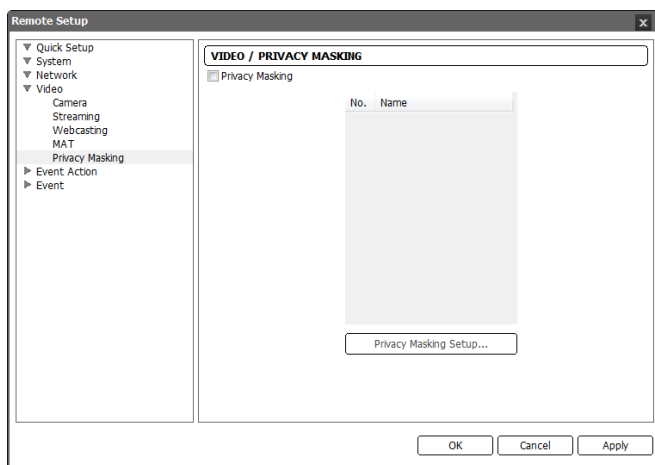 Remote Setup
x
Quick Setup
System
Network
Video
Camera
Streaming
Webcasting
MAT
Privacy Masking
Event Action
Event
VIDEO / PRIVACY MASKING
Privacy Masking
No. Name
Privacy Masking Setup...
OK Cancel Apply